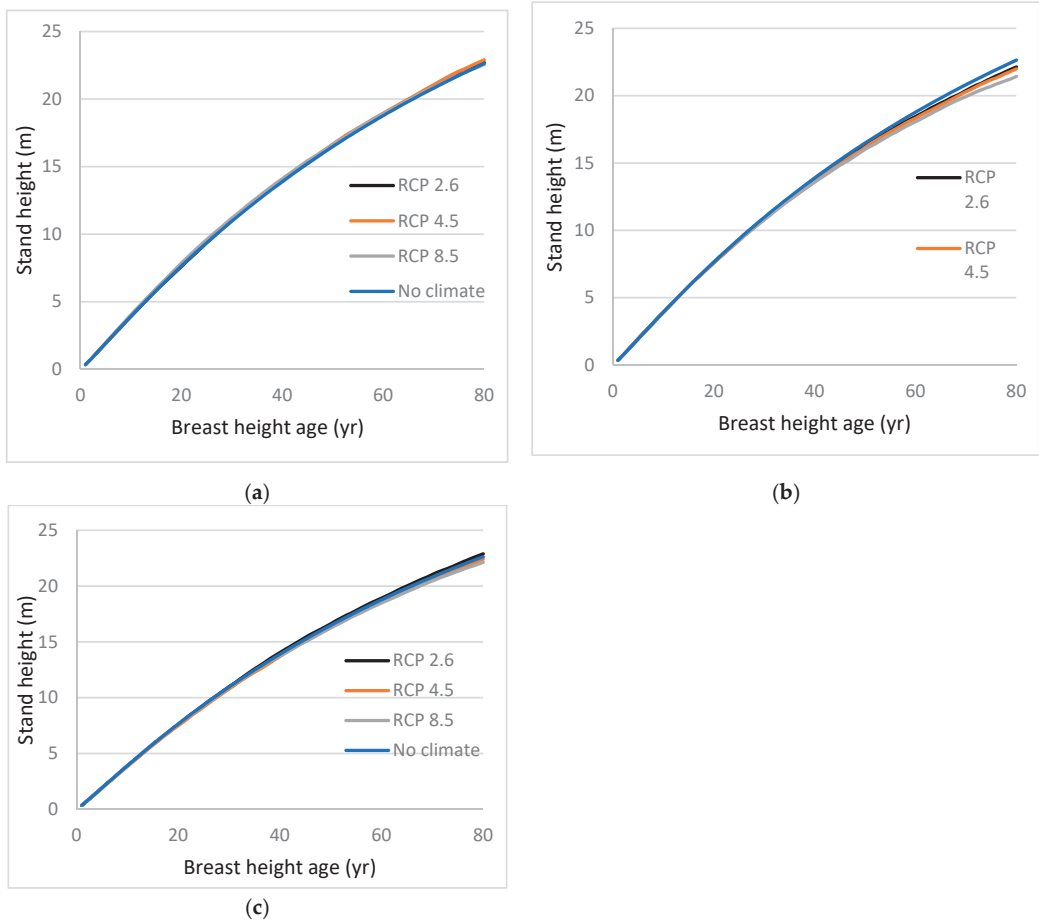 25
20
15
10
5
0
Stand height (m)
RCP 2.6
RCP 4.5
RCP 8.5
No climate
0 20 40 60 80
Breast height age (yr)
(a)
25
20
15
10
5
0
Stand height (m)
RCP
2.6
RCP
4.5
0 20 40 60 80
Breast height age (yr)
(b)
25
20
15
10
5
0
Stand height (m)
RCP 2.6
RCP 4.5
RCP 8.5
No climate
0 20 40 60 80
Breast height age (yr)
(c)